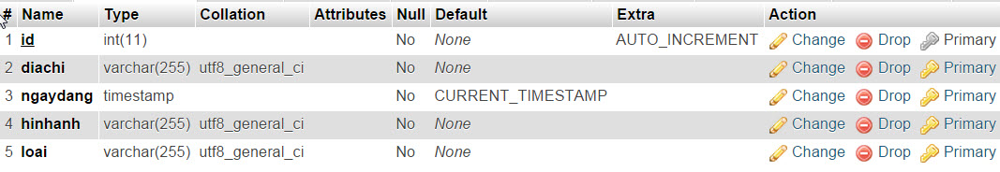 # Name Type Collation Attributes Null Default Extra Action
1 id int(11) No None AUTO_INCREMENT Change Drop Primary
2 diachi varchar(255) utf8_general_ci No None Change Drop Primary
3 ngaydang timestamp No CURRENT_TIMESTAMP Change Drop Primary
4 hinhanh varchar(255) utf8_general_ci No None Change Drop Primary
5 loai varchar(255) utf8_general_ci No None Change Drop Primary